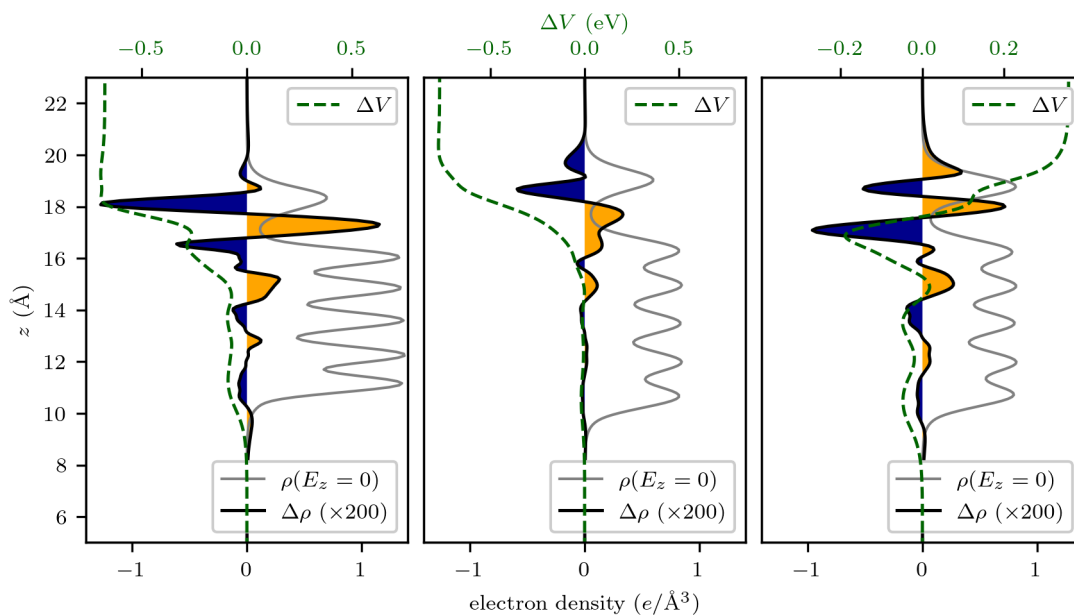 ΔV (eV)
−0.5 0.0 0.5
−0.5 0.0 0.5
−0.2 0.0 0.2
ΔV
ΔV
ΔV
22
20
18
16
14
12
10
8
6
z (Å)
ρ(E_z = 0)
Δρ (×200)
ρ(E_z = 0)
Δρ (×200)
ρ(E_z = 0)
Δρ (×200)
−1 0 1
−1 0 1
−1 0 1
electron density (e/Å³)